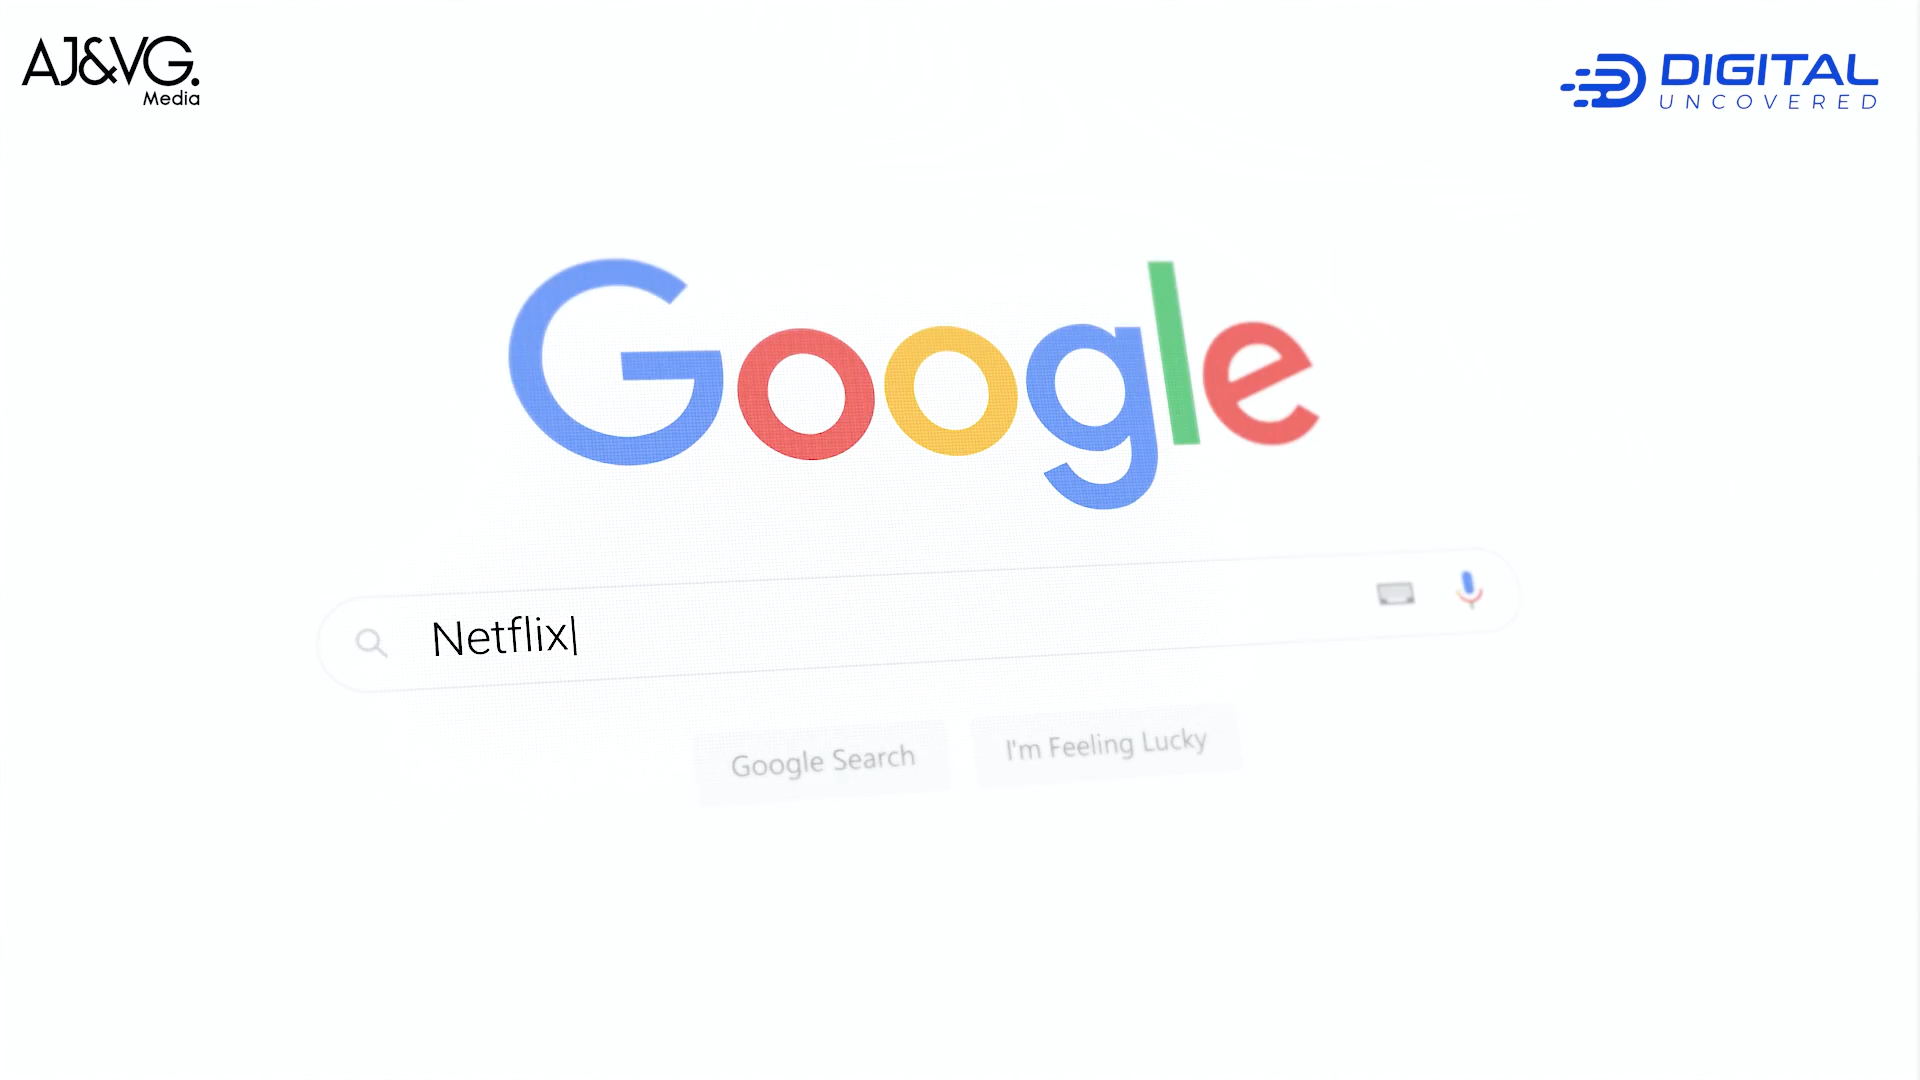 AJ&VG.
Media
DIGITAL
UNCOVERED
Google
Netflix
Google Search
I'm Feeling Lucky